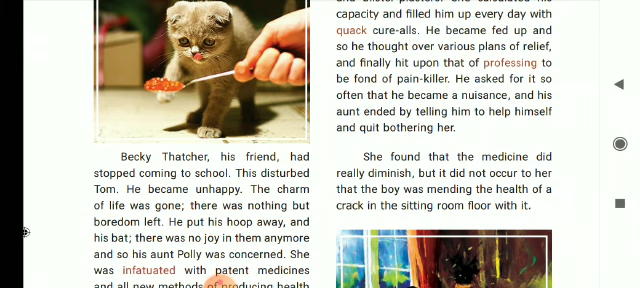 Becky Thatcher, his friend, had
stopped coming to school. This disturbed
Tom. He became unhappy. The charm
of life was gone; there was nothing but
boredom left. He put his hoop away, and
his bat; there was no joy in them anymore
and so his aunt Polly was concerned. She
was infatuated with patent medicines
and all new methods of producing health
capacity and filled him up every day with
quack cure-alls. He became fed up and
so he thought over various plans of relief,
and finally hit upon that of professing to
be fond of pain-killer. He asked for it so
often that he became a nuisance, and his
aunt ended by telling him to help himself
and quit bothering her.
She found that the medicine did
really diminish, but it did not occur to her
that the boy was mending the health of a
crack in the sitting room floor with it.